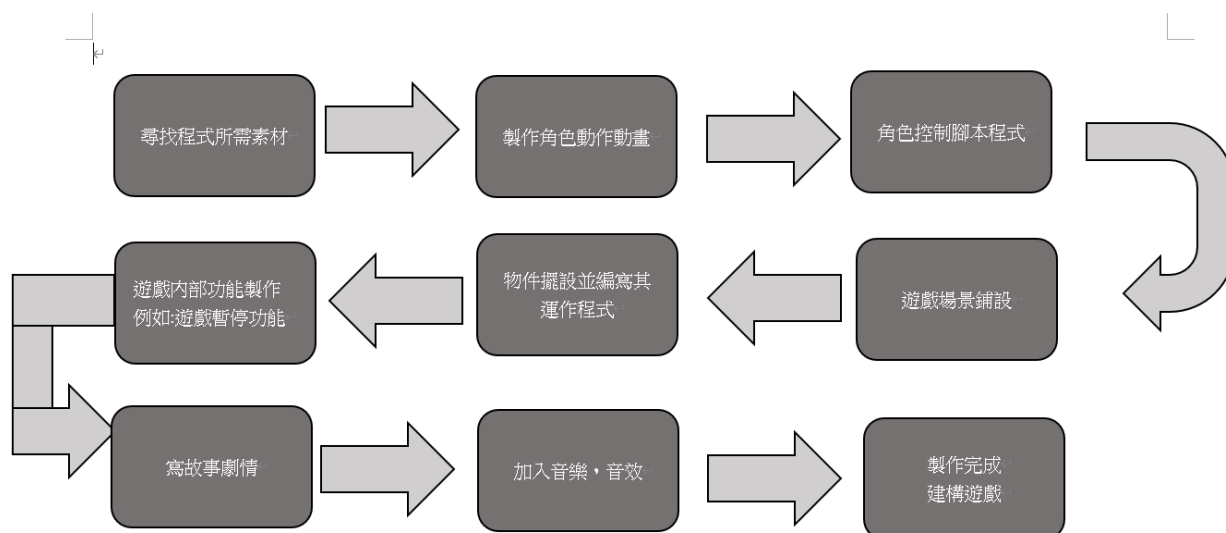 尋找程式所需素材
製作角色動作動畫
角色控制腳本程式
遊戲場景鋪設
物件擺設並編寫其
運作程式
遊戲內部功能製作
例如:遊戲暫停功能
寫故事劇情
加入音樂，音效
製作完成
建構遊戲